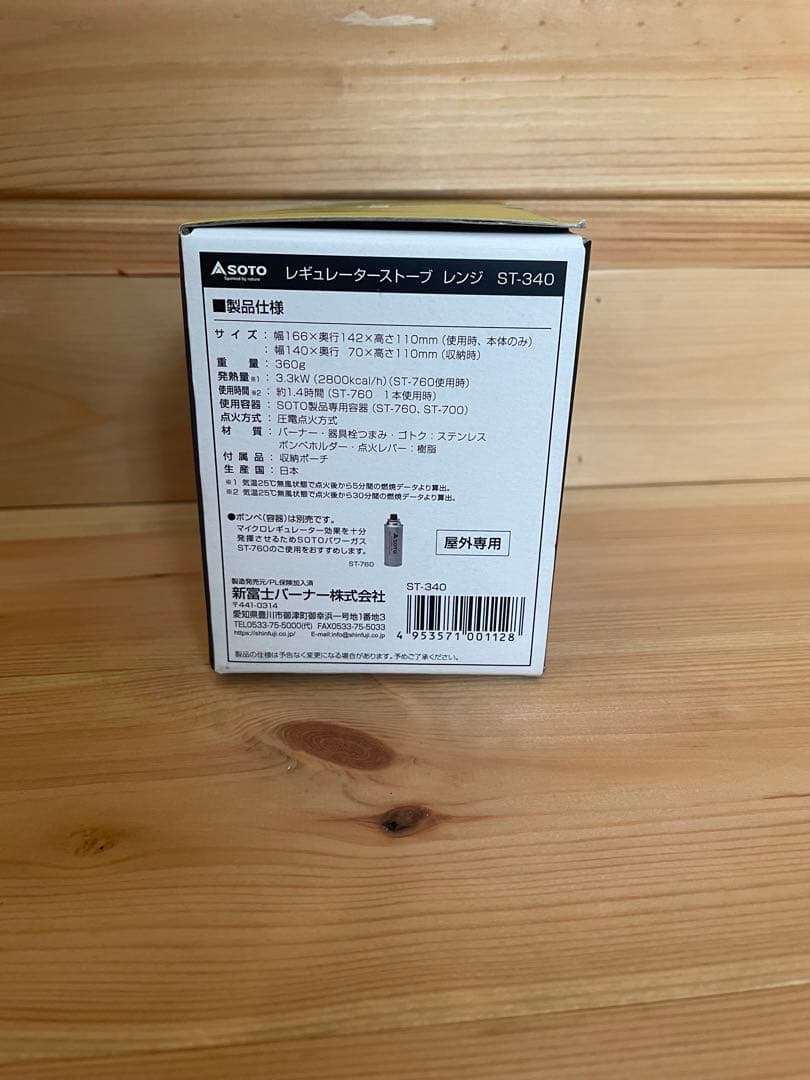 SOTO レギュレーターストーブ レンジ ST-340
Spirited by nature
■製品仕様
サイズ：幅166×奥行142×高さ110mm（使用時、本体のみ）
：幅140×奥行 70×高さ110mm（収納時）
重量：360g
発熱量※1：3.3kW（2800kcal/h）（ST-760使用時）
使用時間※2：約1.4時間（ST-760 1本使用時）
使用容器：SOTO製品専用容器（ST-760、ST-700）
点火方式：圧電点火方式
材質：バーナー・器具栓つまみ・ゴトク：ステンレス
ボンベホルダー・点火レバー：樹脂
付属品：収納ポーチ
生産国：日本
※1 気温25℃無風状態で点火後から5分間の燃焼データより算出。
※2 気温25℃無風状態で点火後から30分間の燃焼データより算出。
●ボンベ（容器）は別売です。
マイクロレギュレーター効果を十分
発揮させるためSOTOパワーガス
ST-760のご使用をおすすめします。
SOTO
ST-760
屋外専用
製造発売元/PL保険加入済
新富士バーナー株式会社
〒441-0314
愛知県豊川市御津町御幸浜一号地1番地3
TEL0533-75-5000（代） FAX0533-75-5033
https://shinfuji.co.jp/ E-mail:info@shinfuji.co.jp
ST-340
4 953571 001128
製品の仕様は予告なく変更になる場合があります。予めご了承ください。